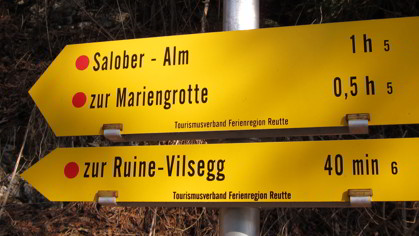 Salober - Alm 1 h 5
zur Mariengrotte 0,5 h 5
Tourismusverband Ferienregion Reutte
zur Ruine-Vilsegg 40 min 6
Tourismusverband Ferienregion Reutte